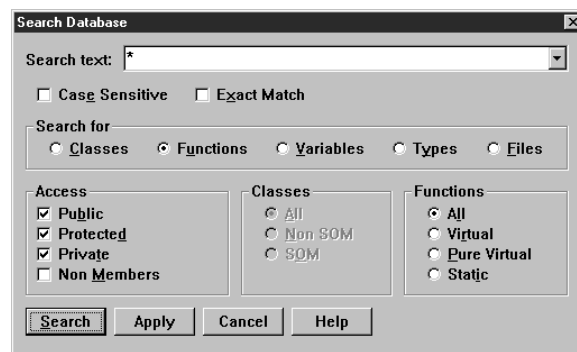 Search Database
Search text: *
Case Sensitive Exact Match
Search for
Classes Functions Variables Types Files
Access
Public
Protected
Private
Non Members
Classes
All
Non SOM
SOM
Functions
All
Virtual
Pure Virtual
Static
Search Apply Cancel Help